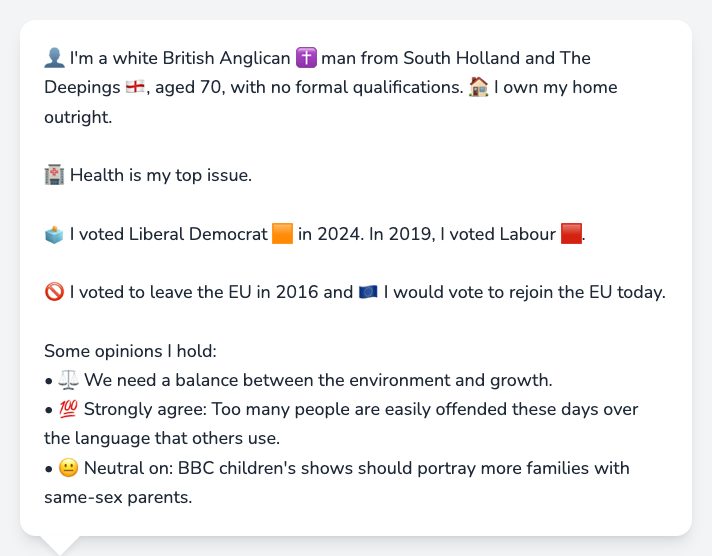 👤 I'm a white British Anglican ✝️ man from South Holland and The
Deepings 🏴󠁧󠁢󠁥󠁮󠁧󠁿, aged 70, with no formal qualifications. 🏠 I own my home
outright.
🏥 Health is my top issue.
🗳️ I voted Liberal Democrat 🟧 in 2024. In 2019, I voted Labour 🟥.
🚫 I voted to leave the EU in 2016 and 🇪🇺 I would vote to rejoin the EU today.
Some opinions I hold:
• ⚖️ We need a balance between the environment and growth.
• 💯 Strongly agree: Too many people are easily offended these days over
the language that others use.
• 😐 Neutral on: BBC children's shows should portray more families with
same-sex parents.